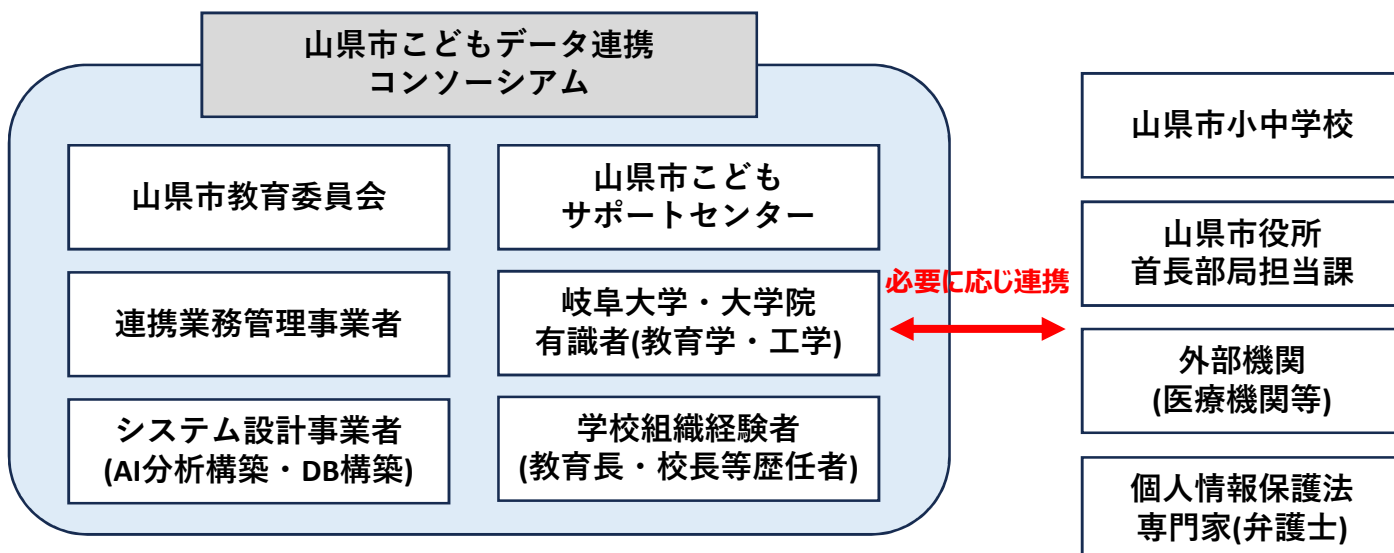 山県市こどもデータ連携
コンソーシアム
山県市教育委員会
山県市こども
サポートセンター
連携業務管理事業者
岐阜大学・大学院
有識者(教育学・工学)
システム設計事業者
(AI分析構築・DB構築)
学校組織経験者
(教育長・校長等歴任者)
必要に応じ連携
山県市小中学校
山県市役所
首長部局担当課
外部機関
(医療機関等)
個人情報保護法
専門家(弁護士)